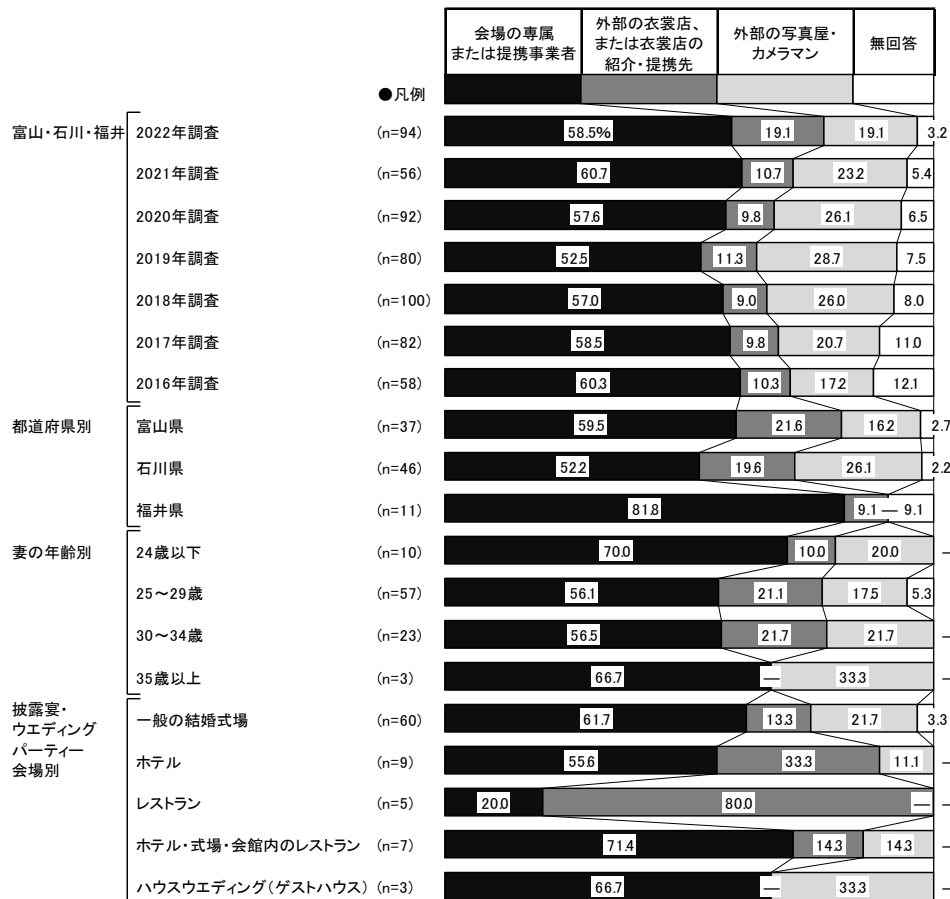 会場の専属
または提携事業者
外部の衣裳店、
または衣裳店の
紹介・提携先
外部の写真屋・
カメラマン
無回答
●凡例
富山・石川・福井 2022年調査 (n=94) 58.5% 19.1 19.1 3.2
2021年調査 (n=56) 60.7 10.7 23.2 5.4
2020年調査 (n=92) 57.6 9.8 26.1 6.5
2019年調査 (n=80) 52.5 11.3 28.7 7.5
2018年調査 (n=100) 57.0 9.0 26.0 8.0
2017年調査 (n=82) 58.5 9.8 20.7 11.0
2016年調査 (n=58) 60.3 10.3 17.2 12.1
都道府県別 富山県 (n=37) 59.5 21.6 16.2 2.7
石川県 (n=46) 52.2 19.6 26.1 2.2
福井県 (n=11) 81.8 9.1 — 9.1
妻の年齢別 24歳以下 (n=10) 70.0 10.0 20.0 —
25～29歳 (n=57) 56.1 21.1 17.5 5.3
30～34歳 (n=23) 56.5 21.7 21.7 —
35歳以上 (n=3) 66.7 — 33.3 —
披露宴・
ウエディング
パーティー
会場別
一般の結婚式場 (n=60) 61.7 13.3 21.7 3.3
ホテル (n=9) 55.6 33.3 11.1 —
レストラン (n=5) 20.0 80.0 — —
ホテル・式場・会館内のレストラン (n=7) 71.4 14.3 14.3 —
ハウスウエディング(ゲストハウス) (n=3) 66.7 — 33.3 —